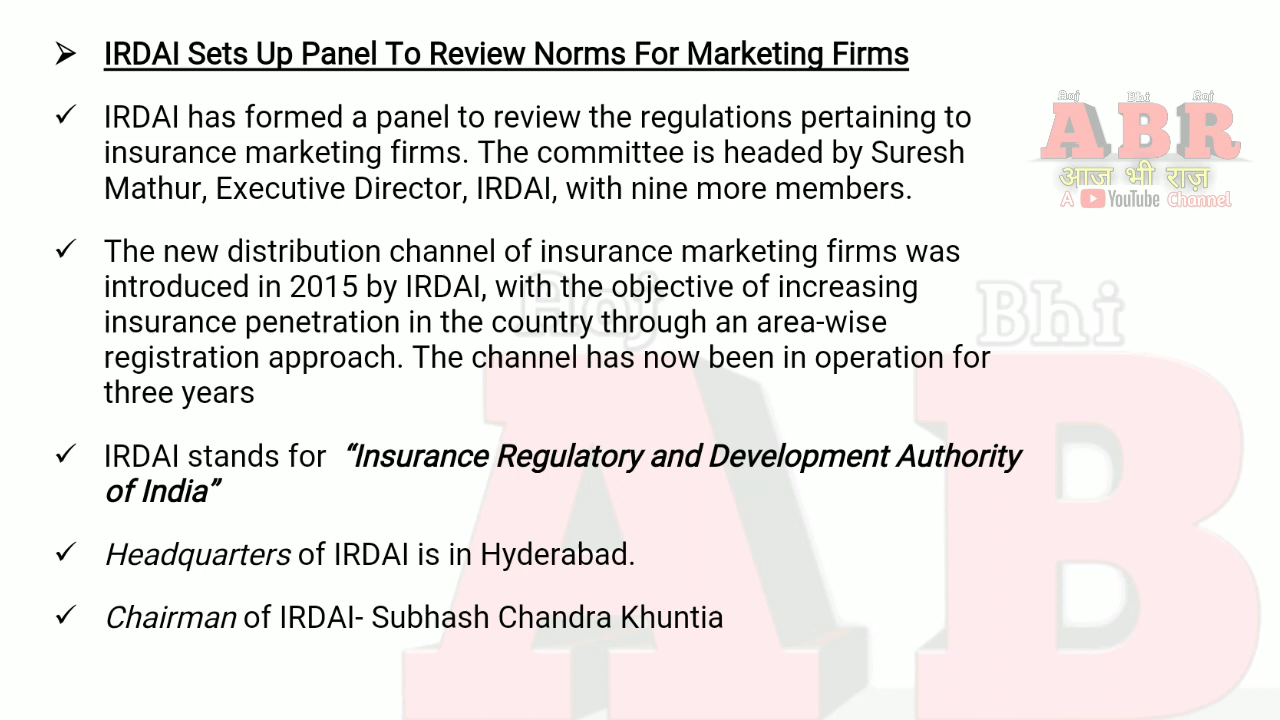 IRDAI Sets Up Panel To Review Norms For Marketing Firms
IRDAI has formed a panel to review the regulations pertaining to
insurance marketing firms. The committee is headed by Suresh
Mathur, Executive Director, IRDAI, with nine more members.
The new distribution channel of insurance marketing firms was
introduced in 2015 by IRDAI, with the objective of increasing
insurance penetration in the country through an area-wise
registration approach. The channel has now been in operation for
three years
IRDAI stands for “Insurance Regulatory and Development Authority
of India”
Headquarters of IRDAI is in Hyderabad.
Chairman of IRDAI- Subhash Chandra Khuntia
Aaj Bhi Raj
ABR
आज भी राज़
A YouTube Channel
Aaj Bhi
A B